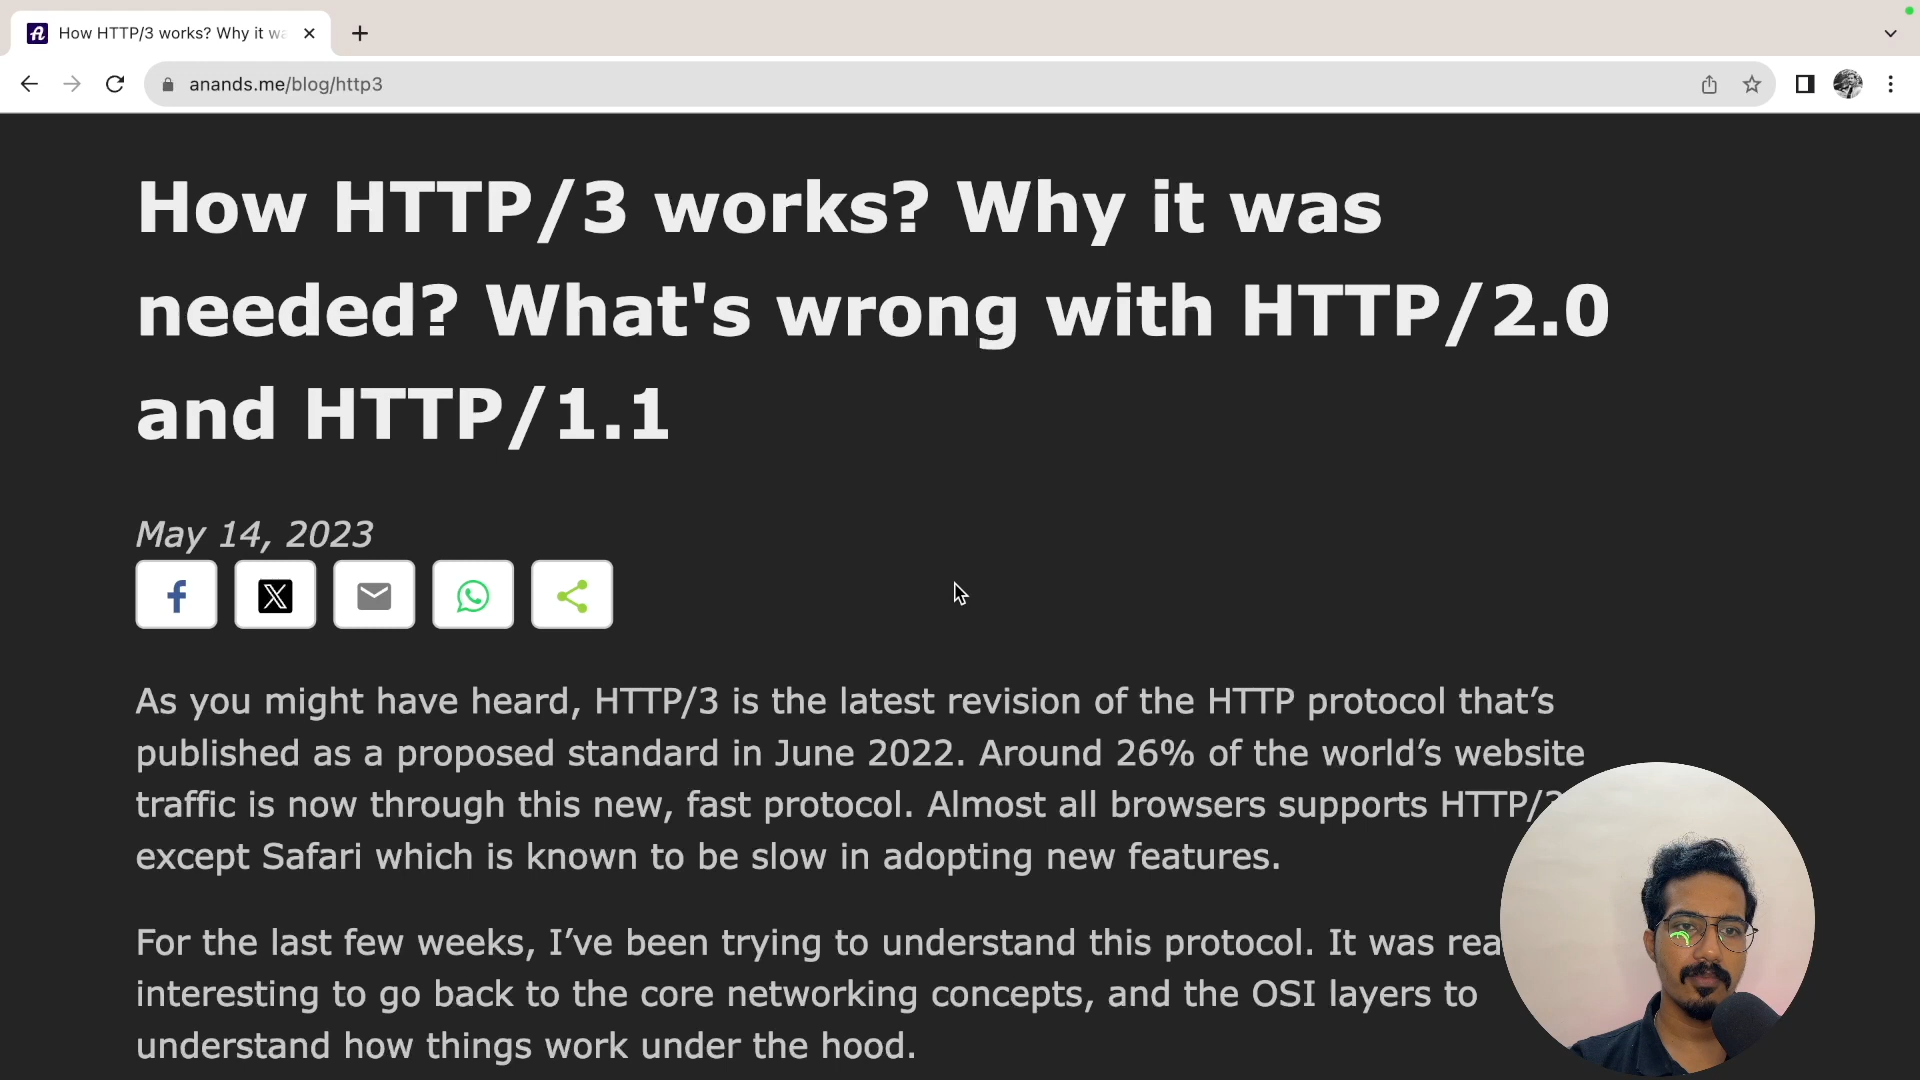 How HTTP/3 works? Why it wa
anands.me/blog/http3
How HTTP/3 works? Why it was
needed? What's wrong with HTTP/2.0
and HTTP/1.1
May 14, 2023
As you might have heard, HTTP/3 is the latest revision of the HTTP protocol that’s
published as a proposed standard in June 2022. Around 26% of the world’s website
traffic is now through this new, fast protocol. Almost all browsers supports HTTP/3
except Safari which is known to be slow in adopting new features.
For the last few weeks, I’ve been trying to understand this protocol. It was
interesting to go back to the core networking concepts, and the OSI layers to
understand how things work under the hood.